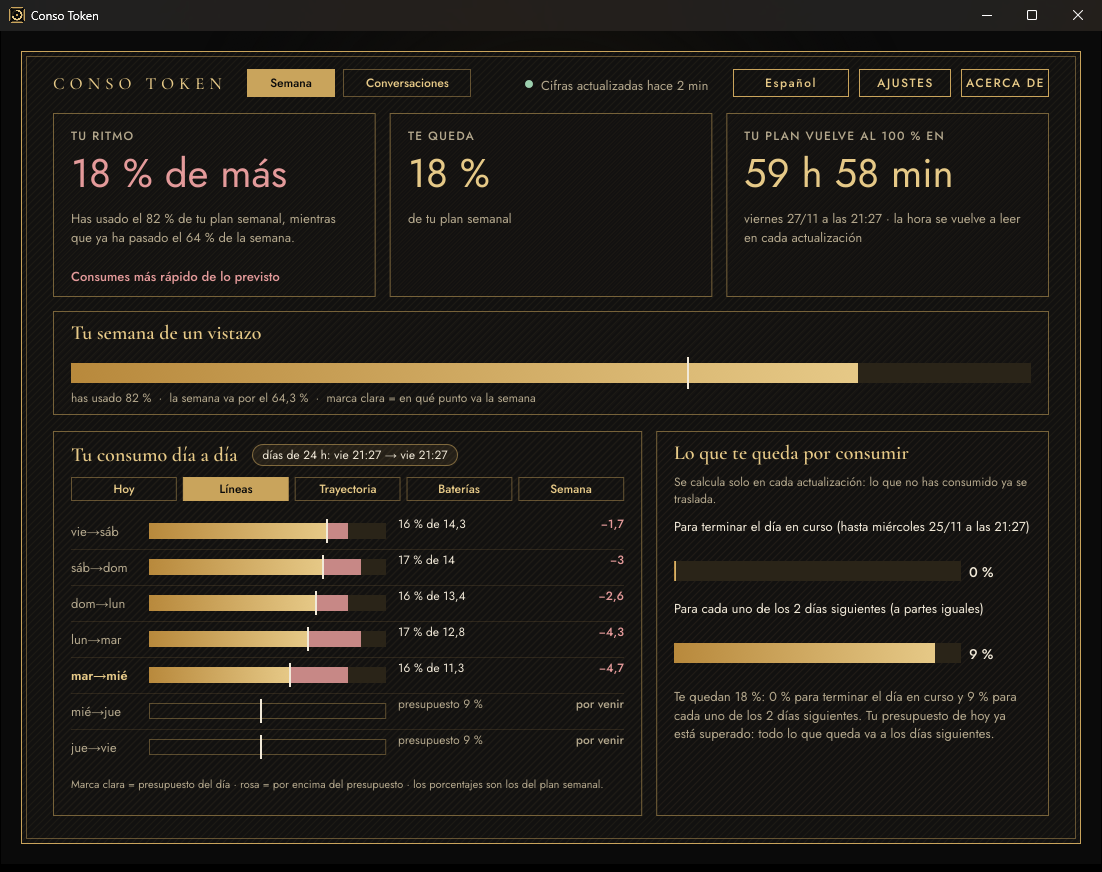 Conso Token
CONSO TOKEN
Semana
Conversaciones
Cifras actualizadas hace 2 min
Español
AJUSTES
ACERCA DE
TU RITMO
18 % de más
Has usado el 82 % de tu plan semanal, mientras
que ya ha pasado el 64 % de la semana.
Consumes más rápido de lo previsto
TE QUEDA
18 %
de tu plan semanal
TU PLAN VUELVE AL 100 % EN
59 h 58 min
viernes 27/11 a las 21:27 · la hora se vuelve a leer
en cada actualización
Tu semana de un vistazo
has usado 82 % · la semana va por el 64,3 % · marca clara = en qué punto va la semana
Tu consumo día a día
días de 24 h: vie 21:27 → vie 21:27
Hoy
Líneas
Trayectoria
Baterías
Semana
vie→sáb 16 % de 14,3 −1,7
sáb→dom 17 % de 14 −3
dom→lun 16 % de 13,4 −2,6
lun→mar 17 % de 12,8 −4,3
mar→mié 16 % de 11,3 −4,7
mié→jue presupuesto 9 % por venir
jue→vie presupuesto 9 % por venir
Marca clara = presupuesto del día · rosa = por encima del presupuesto · los porcentajes son los del plan semanal.
Lo que te queda por consumir
Se calcula solo en cada actualización: lo que no has consumido ya se
traslada.
Para terminar el día en curso (hasta miércoles 25/11 a las 21:27)
0 %
Para cada uno de los 2 días siguientes (a partes iguales)
9 %
Te quedan 18 %: 0 % para terminar el día en curso y 9 % para
cada uno de los 2 días siguientes. Tu presupuesto de hoy ya
está superado: todo lo que queda va a los días siguientes.